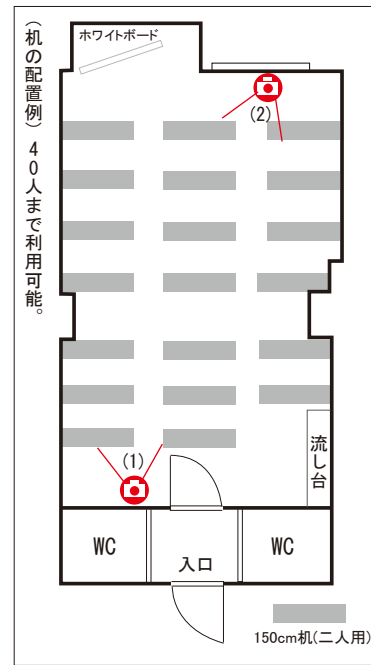 （机の配置例）40人まで利用可能。
ホワイトボード
(2)
(1)
流し台
WC
入口
WC
150cm机(二人用)